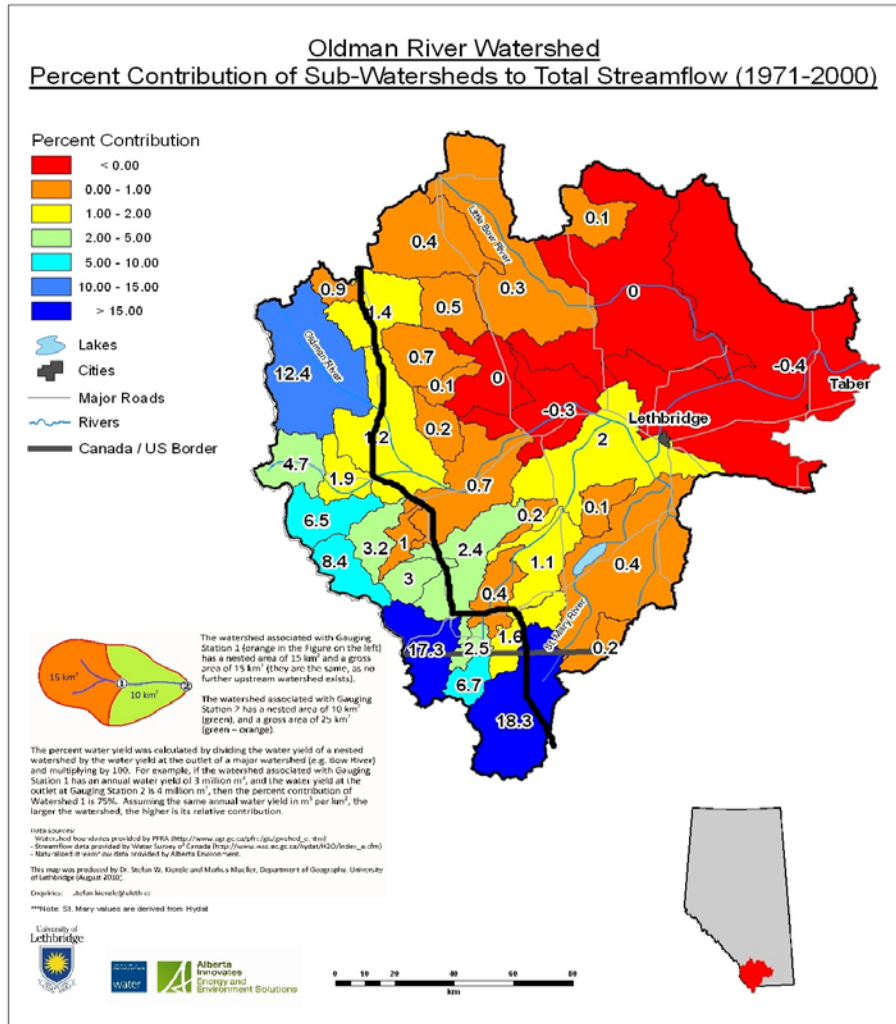 Oldman River Watershed
Percent Contribution of Sub-Watersheds to Total Streamflow (1971-2000)
Percent Contribution
< 0.00
0.00 - 1.00
1.00 - 2.00
2.00 - 5.00
5.00 - 10.00
10.00 - 15.00
> 15.00
Lakes
Cities
Major Roads
Rivers
Canada / US Border
0.1
0.4
Little Bow River
0.3
0
0.9
1.4
0.5
12.4
Oldman River
0.7
0.1
0
-0.4
Taber
-0.3
Lethbridge
0.2
2
1.2
4.7
1.9
0.7
6.5
0.2
0.1
3.2
1
2.4
8.4
1.1
0.4
3
0.4
St Mary River
17.3
2.5
1.6
0.2
6.7
18.3
15 km²
1
10 km²
2
The watershed associated with Gauging
Station 1 (orange in the Figure on the left)
has a nested area of 15 km² and a gross
area of 15 km² (they are the same, as no
further upstream watershed exists).
The watershed associated with Gauging
Station 2 has a nested area of 10 km²
(green), and a gross area of 25 km²
(green – orange).
The percent water yield was calculated by dividing the water yield of a nested
watershed by the water yield at the outlet of a major watershed (e.g. Bow River)
and multiplying by 100. For example, if the watershed associated with Gauging
Station 1 has an annual water yield of 3 million m³, and the water yield at the
outlet at Gauging Station 2 is 4 million m³, then the percent contribution of
Watershed 1 is 75%. Assuming the same annual water yield in m³ per km², the
larger the watershed, the higher is its relative contribution.
Data sources:
- Watershed boundaries provided by PFRA
- Streamflow data provided by Water Survey of Canada
- Naturalized streamflow data provided by Alberta Environment.
This map was produced by Dr. Stefan W. Kienzle and Markus Mueller, Department of Geography, University
of Lethbridge (August 2010).
Enquiries:
***Note: St. Mary values are derived from Hydat
University of
Lethbridge
water
Alberta
Innovates
Energy and
Environment Solutions
0 10 20 40 60 80
km